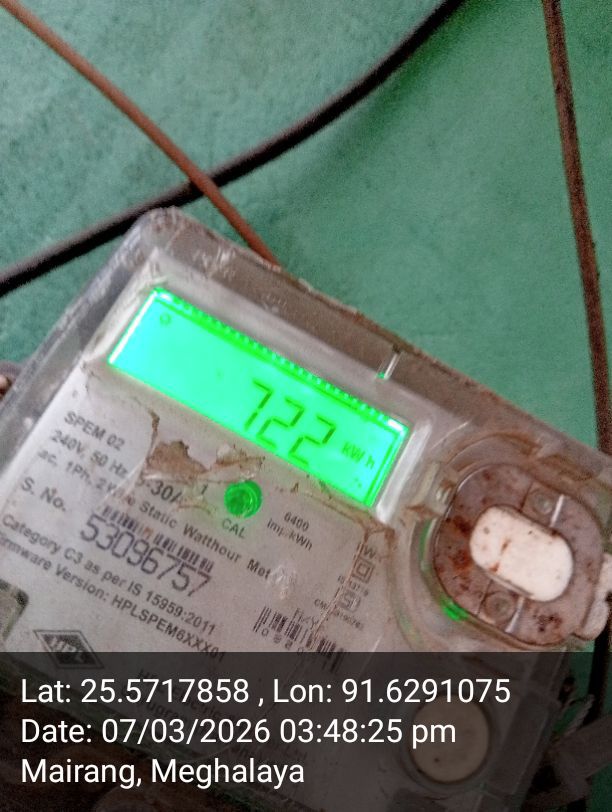 722 kWh
SPEM 02
240V, 50 Hz
ac, 1Ph, 2 Static Watthour
CAL
6400
imp/kWh
S. No.
53096757
Category C3 as per IS 15959:2011
Firmware Version: HPLSPEM6XXX01
Lat: 25.5717858 , Lon: 91.6291075
Date: 07/03/2026 03:48:25 pm
Mairang, Meghalaya